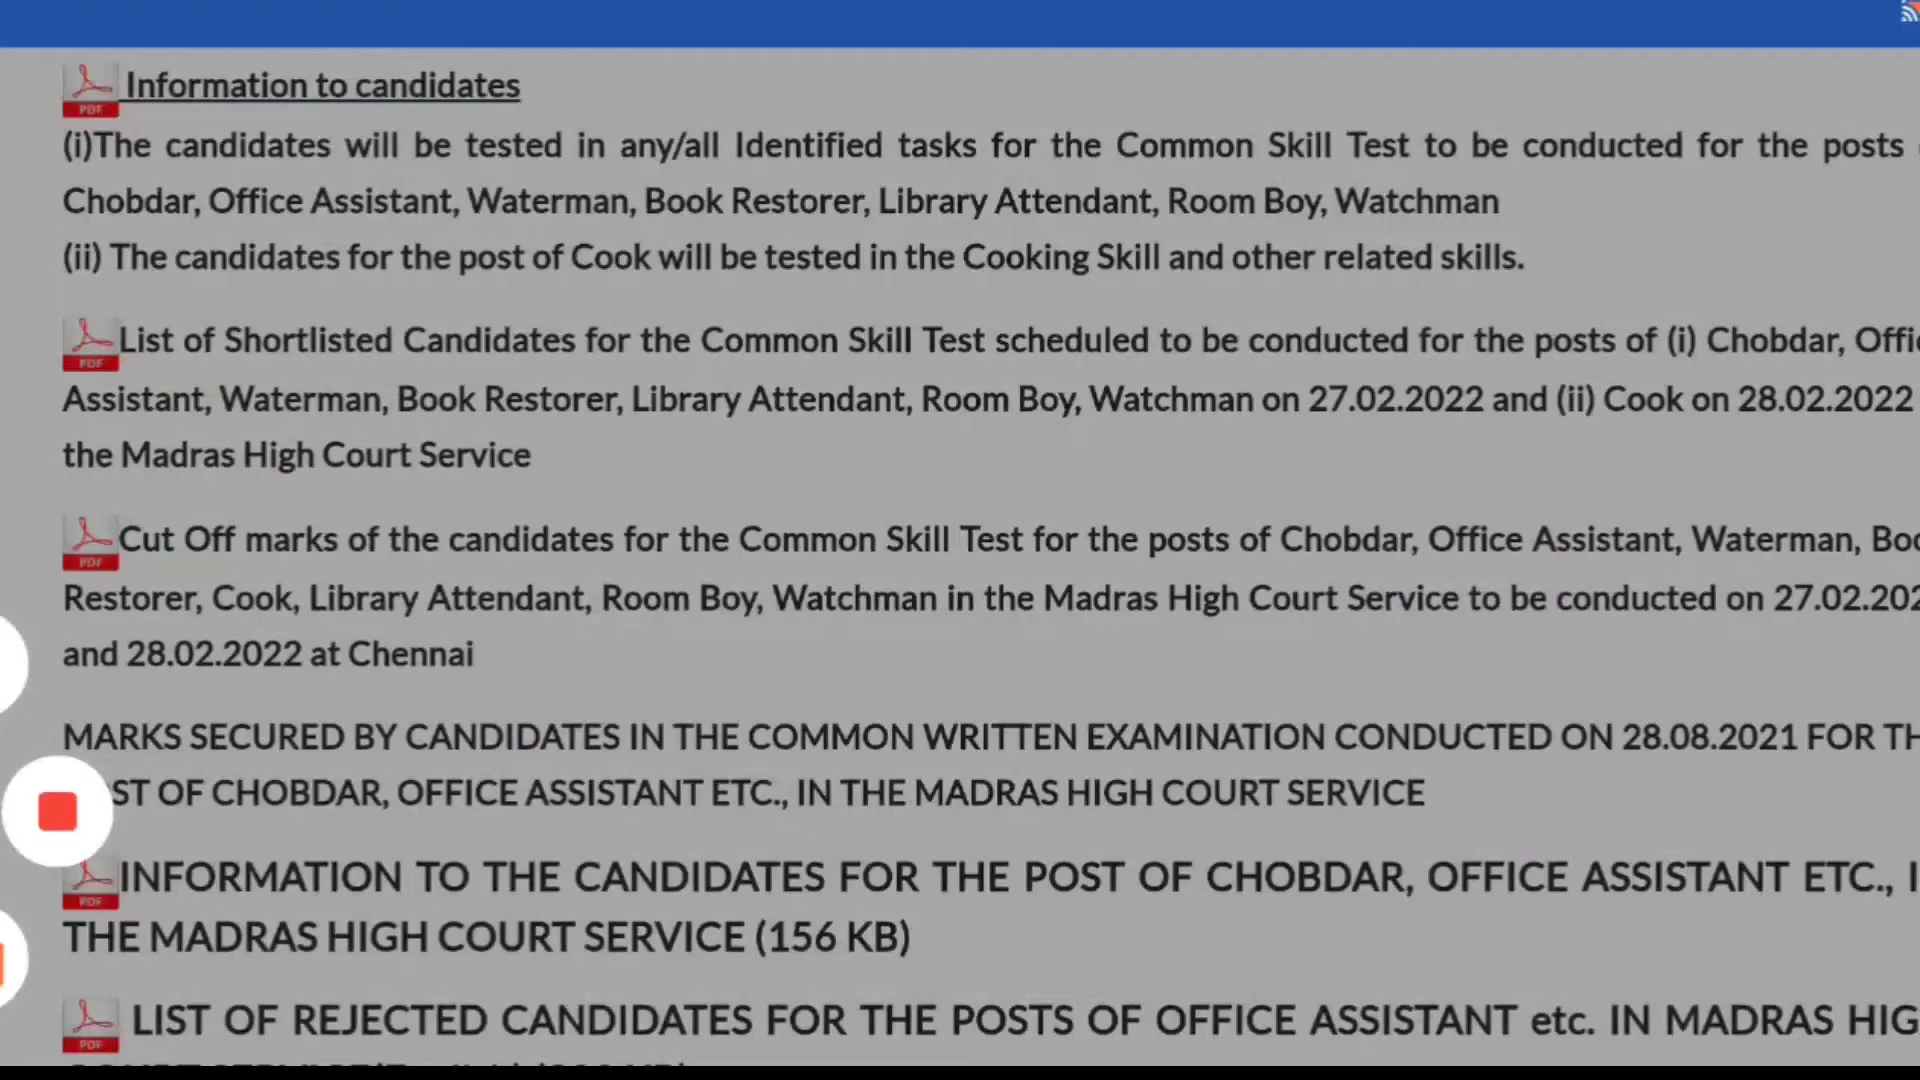 Information to candidates
(i)The candidates will be tested in any/all Identified tasks for the Common Skill Test to be conducted for the posts
Chobdar, Office Assistant, Waterman, Book Restorer, Library Attendant, Room Boy, Watchman
(ii) The candidates for the post of Cook will be tested in the Cooking Skill and other related skills.
List of Shortlisted Candidates for the Common Skill Test scheduled to be conducted for the posts of (i) Chobdar, Offic
Assistant, Waterman, Book Restorer, Library Attendant, Room Boy, Watchman on 27.02.2022 and (ii) Cook on 28.02.2022
the Madras High Court Service
Cut Off marks of the candidates for the Common Skill Test for the posts of Chobdar, Office Assistant, Waterman, Boo
Restorer, Cook, Library Attendant, Room Boy, Watchman in the Madras High Court Service to be conducted on 27.02.202
and 28.02.2022 at Chennai
MARKS SECURED BY CANDIDATES IN THE COMMON WRITTEN EXAMINATION CONDUCTED ON 28.08.2021 FOR TH
ST OF CHOBDAR, OFFICE ASSISTANT ETC., IN THE MADRAS HIGH COURT SERVICE
INFORMATION TO THE CANDIDATES FOR THE POST OF CHOBDAR, OFFICE ASSISTANT ETC., I
THE MADRAS HIGH COURT SERVICE (156 KB)
LIST OF REJECTED CANDIDATES FOR THE POSTS OF OFFICE ASSISTANT etc. IN MADRAS HIG